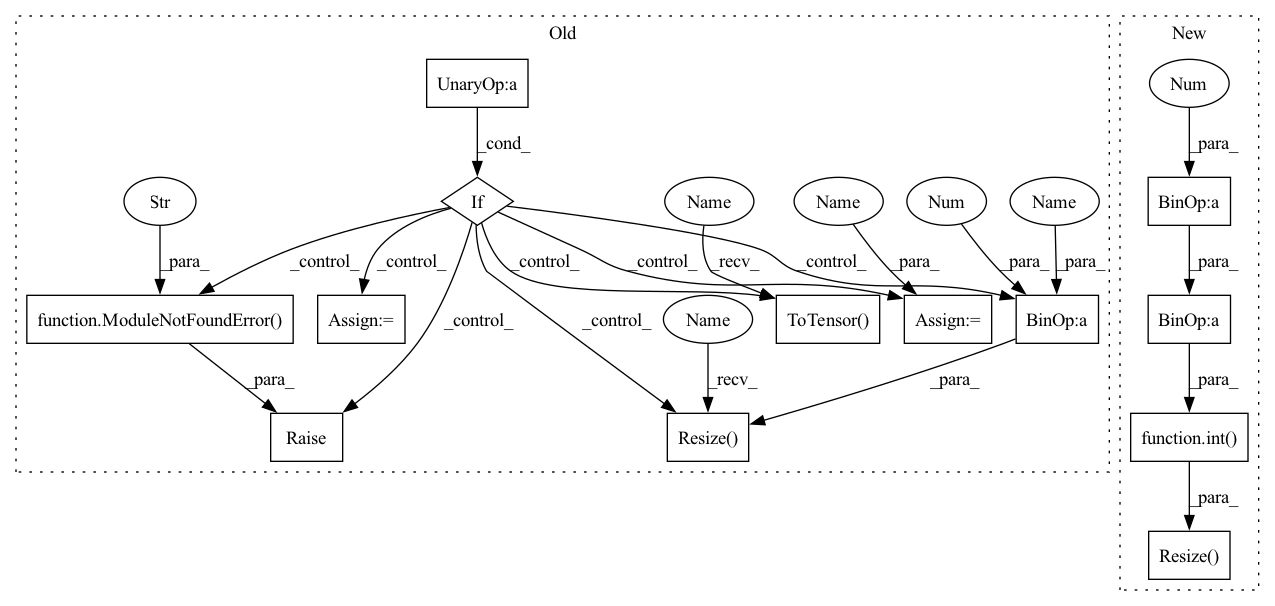 Old
New
UnaryOp:a
Num
_cond_
_para_
Str
If
Name
Name
Num
Name
BinOp:a
_para_
_control_
_control_
_control_
_recv_
_control_
_para_
_control_
_para_
_para_
_para_
function.ModuleNotFoundError()
Assign:=
_control_
_control_
Name
ToTensor()
Assign:=
BinOp:a
BinOp:a
_para_
_recv_
_para_
_para_
Raise
Resize()
function.int()
_para_
Resize()